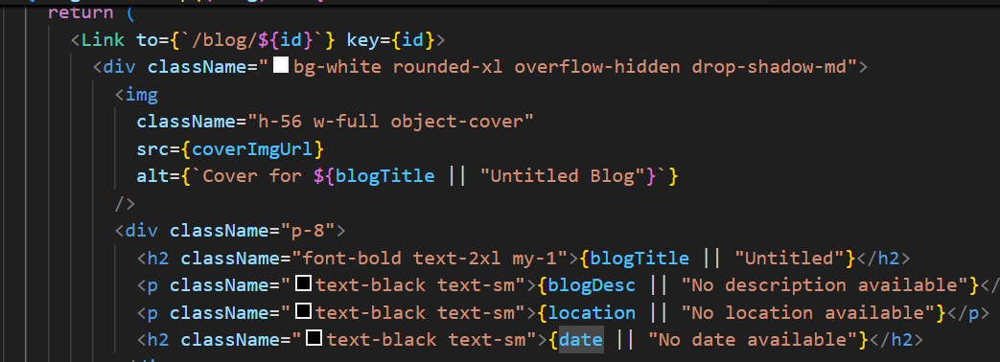 return (
<Link to={`/blog/${id}`} key={id}>
<div className="bg-white rounded-xl overflow-hidden drop-shadow-md">
<img
className="h-56 w-full object-cover"
src={coverImgUrl}
alt={`Cover for ${blogTitle || "Untitled Blog"}`}
/>
<div className="p-8">
<h2 className="font-bold text-2xl my-1">{blogTitle || "Untitled"}</h2>
<p className="text-black text-sm">{blogDesc || "No description available"}</
<p className="text-black text-sm">{location || "No location available"}</p>
<h2 className="text-black text-sm">{date || "No date available"}</h2>